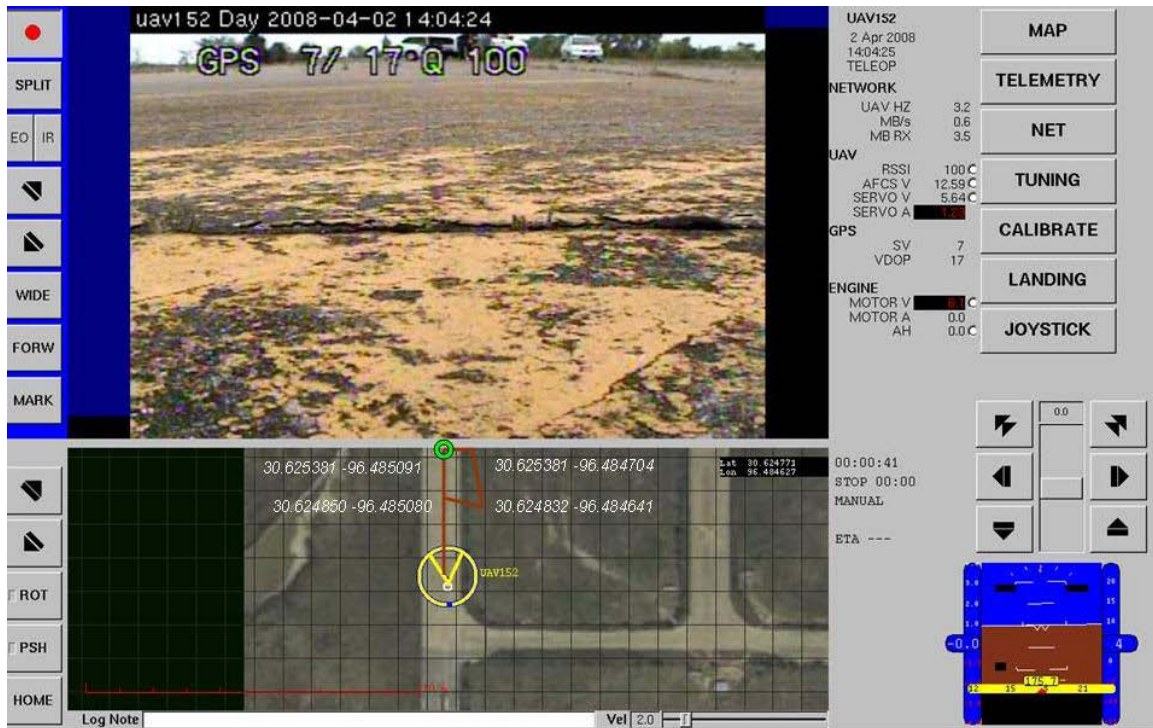 uav152 Day 2008-04-02 14:04:24
GPS 7/ 17°Q 100
SPLIT
EO IR
WIDE
FORW
MARK
UAV152
2 Apr 2008
14:04:25
TELEOP
NETWORK
UAV HZ 3.2
MB/s 0.6
MB RX 3.5
UAV
RSSI 100
AFCS V 12.59
SERVO V 5.64
SERVO A
GPS
SV 7
VDOP 17
ENGINE
MOTOR V
MOTOR A 0.0
AH 0.0
MAP
TELEMETRY
NET
TUNING
CALIBRATE
LANDING
JOYSTICK
ROT
PSH
HOME
30.625381 -96.485091
30.625381 -96.484704
30.624850 -96.485080
30.624832 -96.484641
UAV152
Lat 30.624771
Lon 96.484627
00:00:41
STOP 00:00
MANUAL
ETA ---
0.0
20
15
10
-0.0
4
175.7
12 15 21
Log Note
Vel 2.0